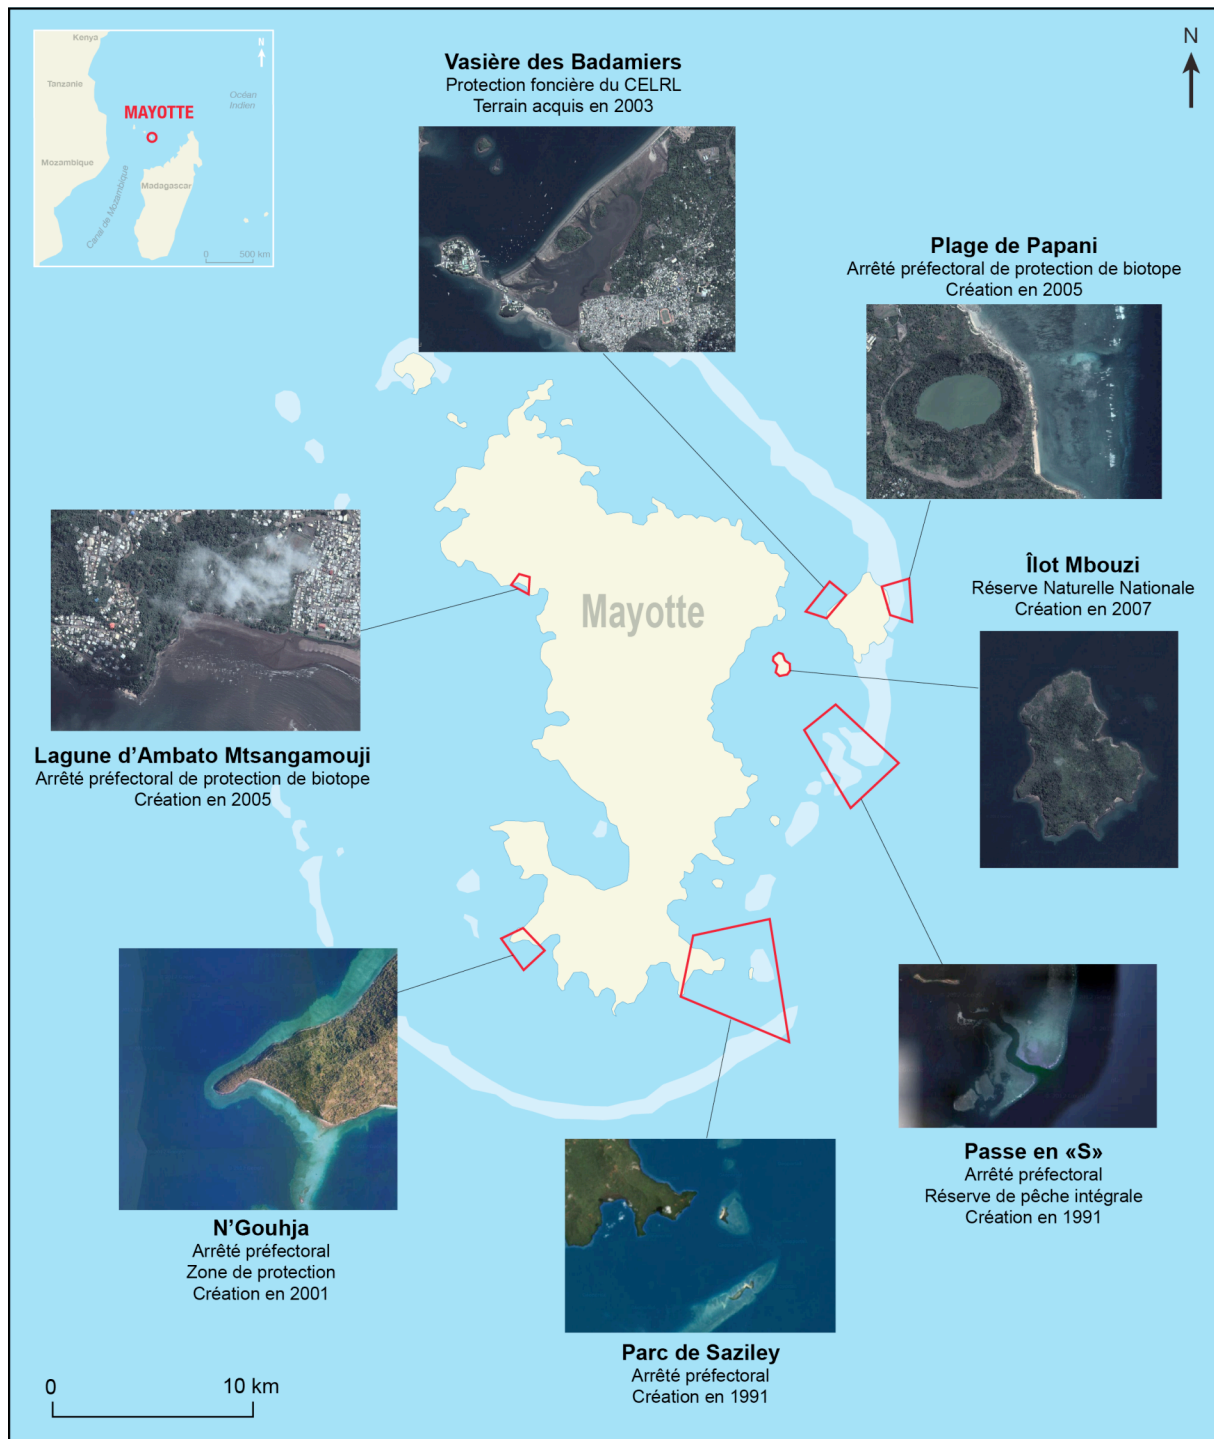 Kenya
N
Tanzanie
Océan
Indien
MAYOTTE
Mozambique
Canal de Mozambique
Madagascar
0 500 km
N
Vasière des Badamiers
Protection foncière du CELRL
Terrain acquis en 2003
Plage de Papani
Arrêté préfectoral de protection de biotope
Création en 2005
Îlot Mbouzi
Réserve Naturelle Nationale
Création en 2007
Mayotte
Lagune d’Ambato Mtsangamouji
Arrêté préfectoral de protection de biotope
Création en 2005
Passe en «S»
Arrêté préfectoral
Réserve de pêche intégrale
Création en 1991
N’Gouhja
Arrêté préfectoral
Zone de protection
Création en 2001
Parc de Saziley
Arrêté préfectoral
Création en 1991
0 10 km